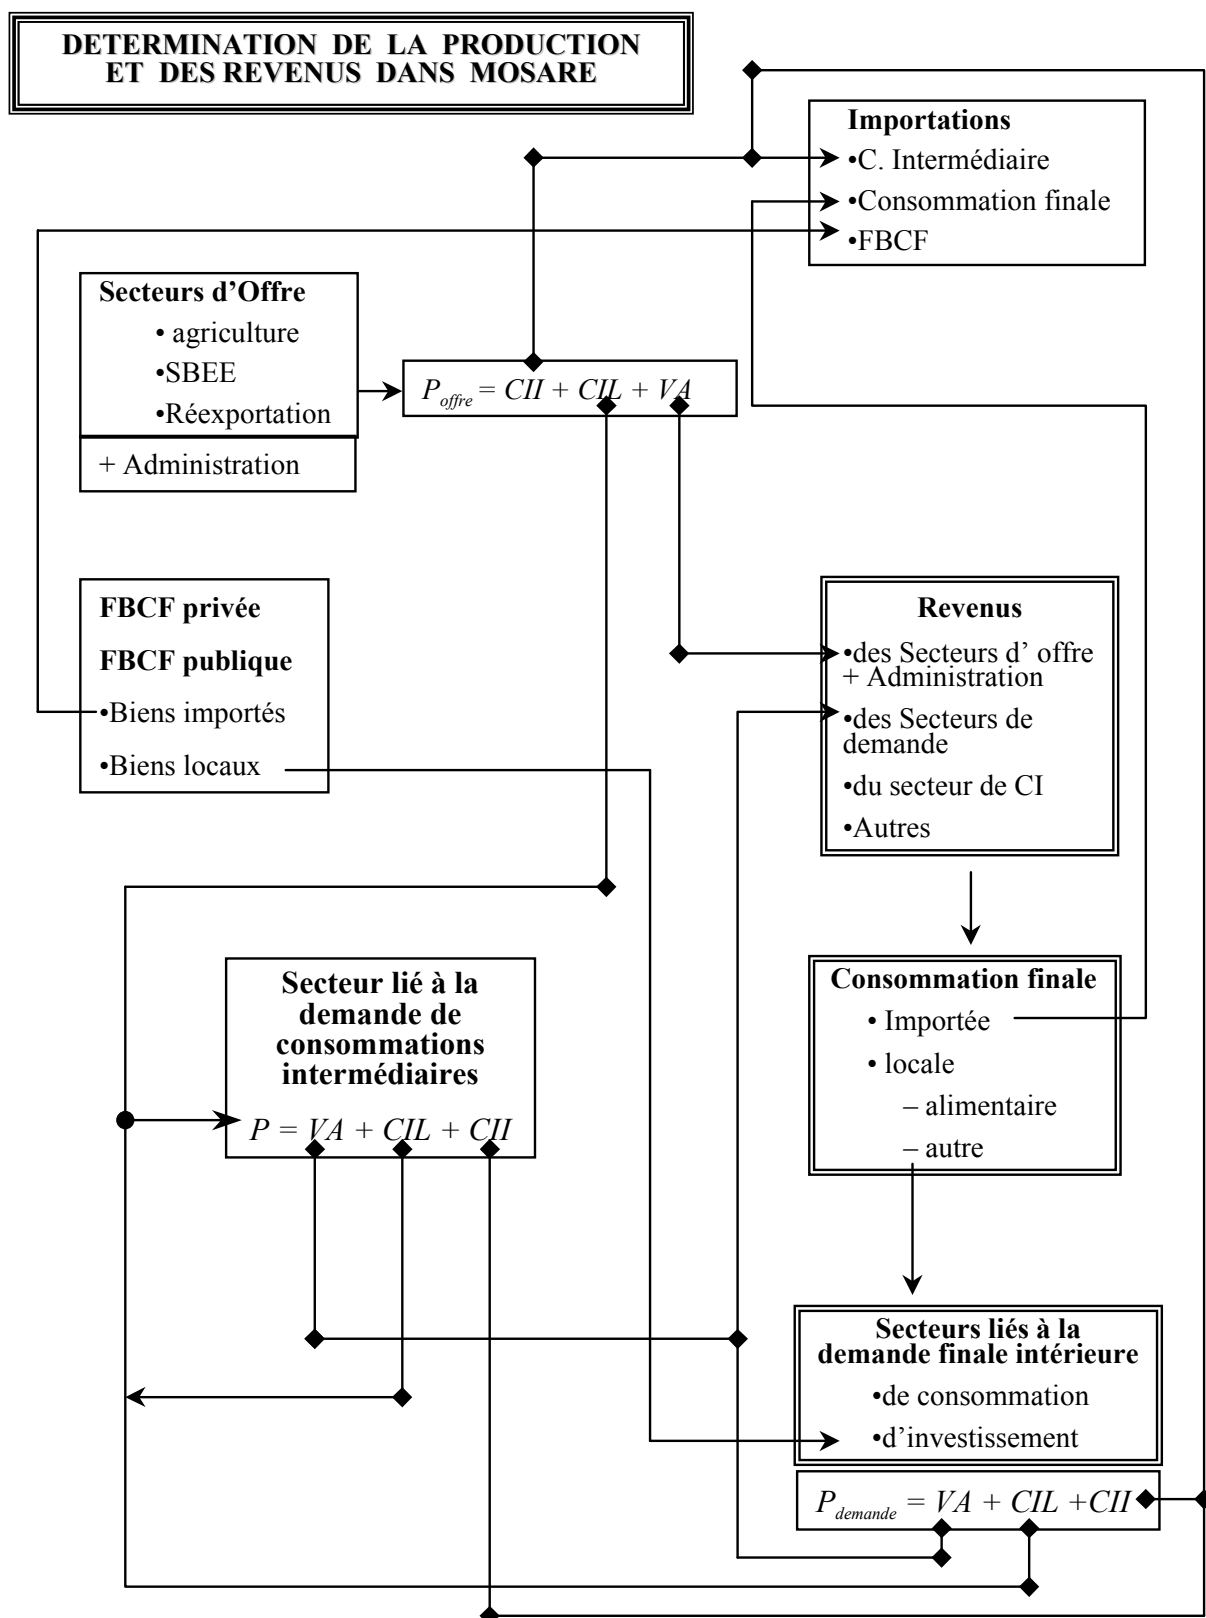 DETERMINATION DE LA PRODUCTION
ET DES REVENUS DANS MOSARE
Importations
•C. Intermédiaire
•Consommation finale
•FBCF
Secteurs d’Offre
• agriculture
•SBEE
•Réexportation
+ Administration
P_offre = CII + CIL + VA
FBCF privée
FBCF publique
•Biens importés
•Biens locaux
Revenus
•des Secteurs d’ offre
+ Administration
•des Secteurs de
demande
•du secteur de CI
•Autres
Secteur lié à la
demande de
consommations
intermédiaires
P = VA + CIL + CII
Consommation finale
• Importée
• locale
– alimentaire
– autre
Secteurs liés à la
demande finale intérieure
•de consommation
•d’investissement
P_demande = VA + CIL +CII